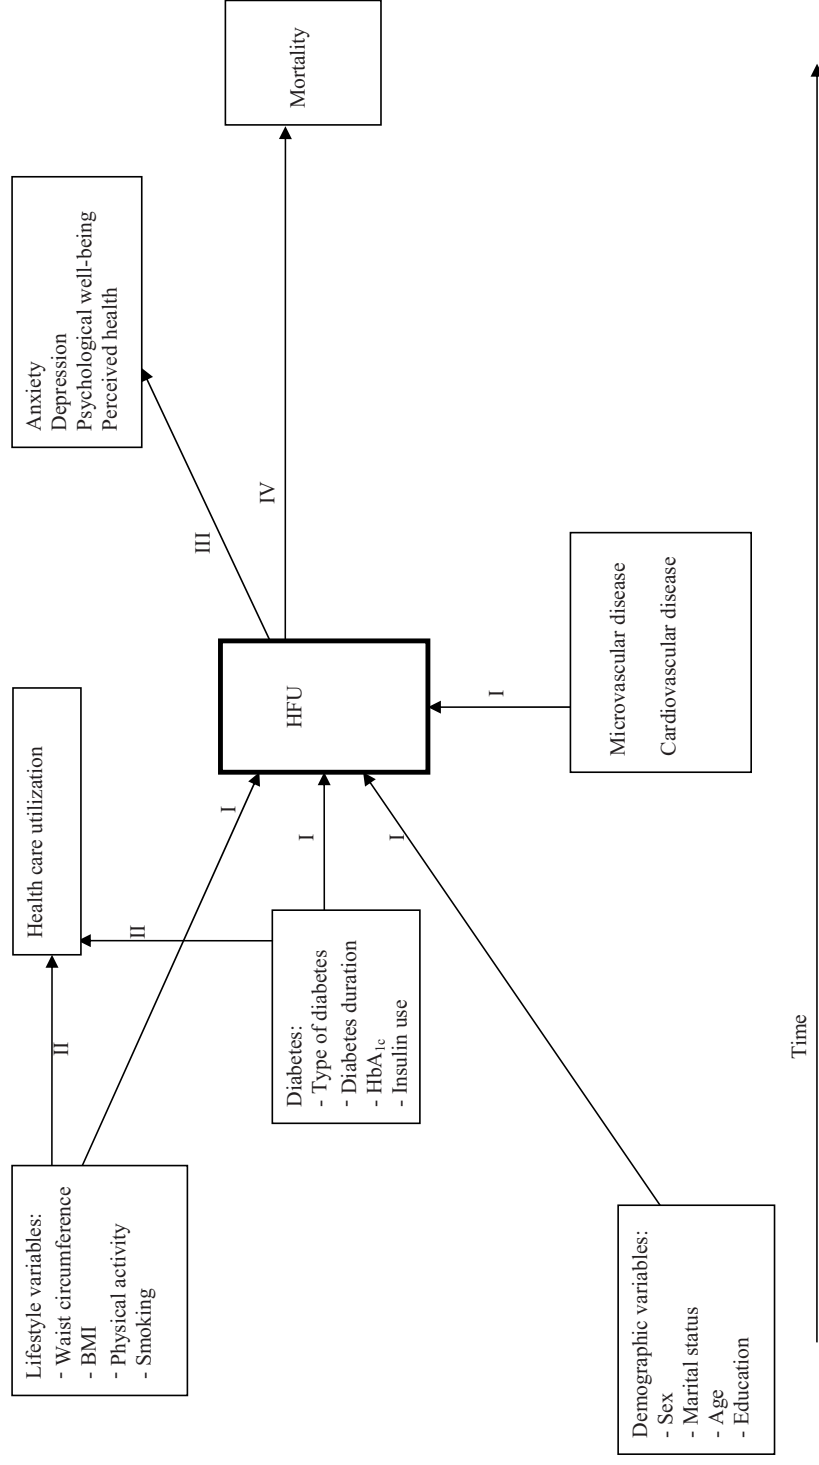 Lifestyle variables:
- Waist circumference
- BMI
- Physical activity
- Smoking
II
Health care utilization
II
I
Anxiety
Depression
Psychological well-being
Perceived health
III
Diabetes:
- Type of diabetes
- Diabetes duration
- HbA1c
- Insulin use
I
HFU
IV
Mortality
I
I
Demographic variables:
- Sex
- Marital status
- Age
- Education
Microvascular disease
Cardiovascular disease
Time